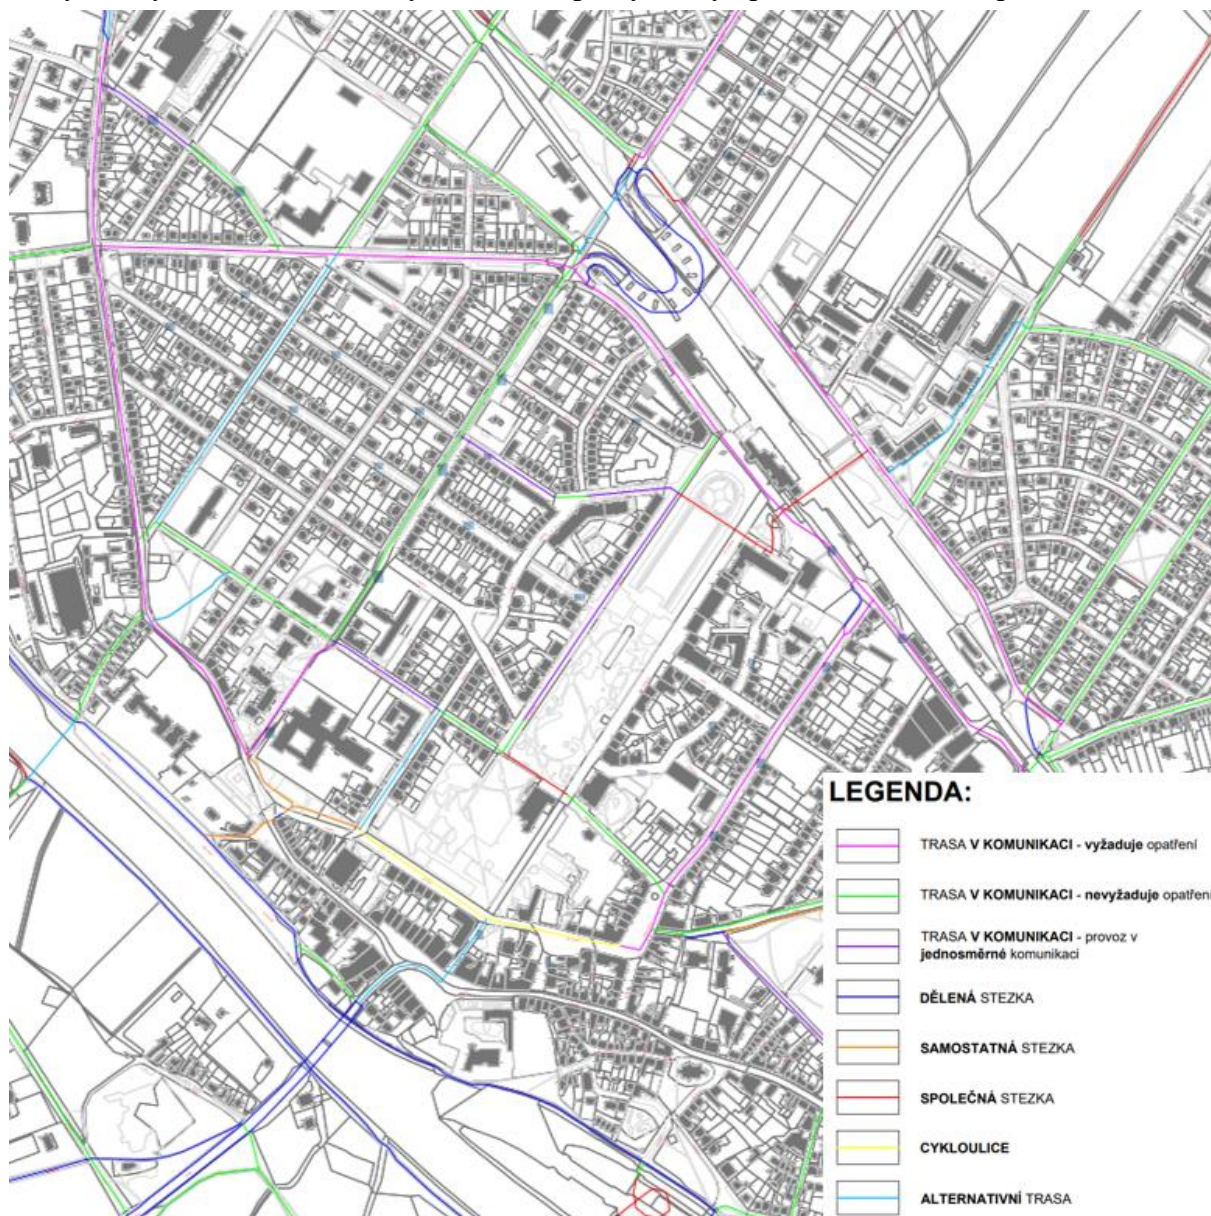 LEGENDA:
TRASA V KOMUNIKACI - vyžaduje opatření
TRASA V KOMUNIKACI - nevyžaduje opatření
TRASA V KOMUNIKACI - provoz v
jednosměrné komunikaci
DĚLENÁ STEZKA
SAMOSTATNÁ STEZKA
SPOLEČNÁ STEZKA
CYKLOULICE
ALTERNATIVNÍ TRASA